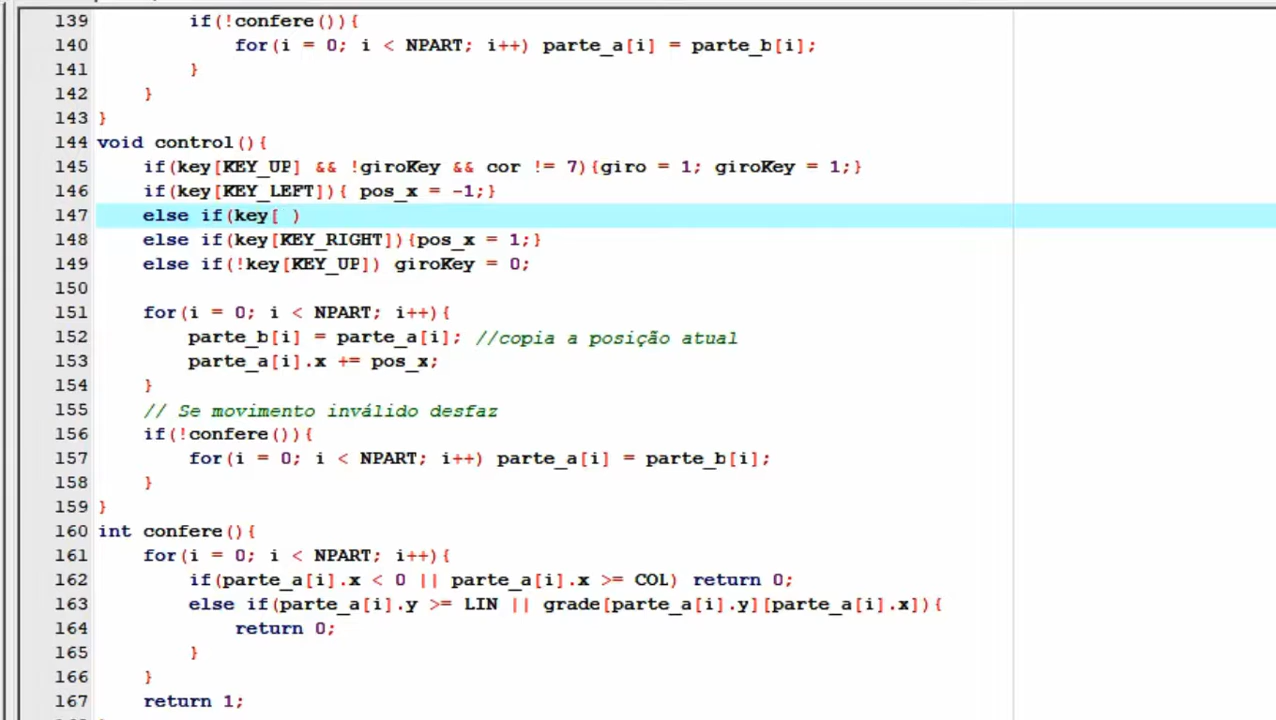 139 if(!confere()){
140 for(i = 0; i < NPART; i++) parte_a[i] = parte_b[i];
141 }
142 }
143 }
144 void control(){
145 if(key[KEY_UP] && !giroKey && cor != 7){giro = 1; giroKey = 1;}
146 if(key[KEY_LEFT]){ pos_x = -1;}
147 else if(key[ )
148 else if(key[KEY_RIGHT]){pos_x = 1;}
149 else if(!key[KEY_UP]) giroKey = 0;
150
151 for(i = 0; i < NPART; i++){
152 parte_b[i] = parte_a[i]; //copia a posição atual
153 parte_a[i].x += pos_x;
154 }
155 // Se movimento inválido desfaz
156 if(!confere()){
157 for(i = 0; i < NPART; i++) parte_a[i] = parte_b[i];
158 }
159 }
160 int confere(){
161 for(i = 0; i < NPART; i++){
162 if(parte_a[i].x < 0 || parte_a[i].x >= COL) return 0;
163 else if(parte_a[i].y >= LIN || grade[parte_a[i].y][parte_a[i].x]){
164 return 0;
165 }
166 }
167 return 1;